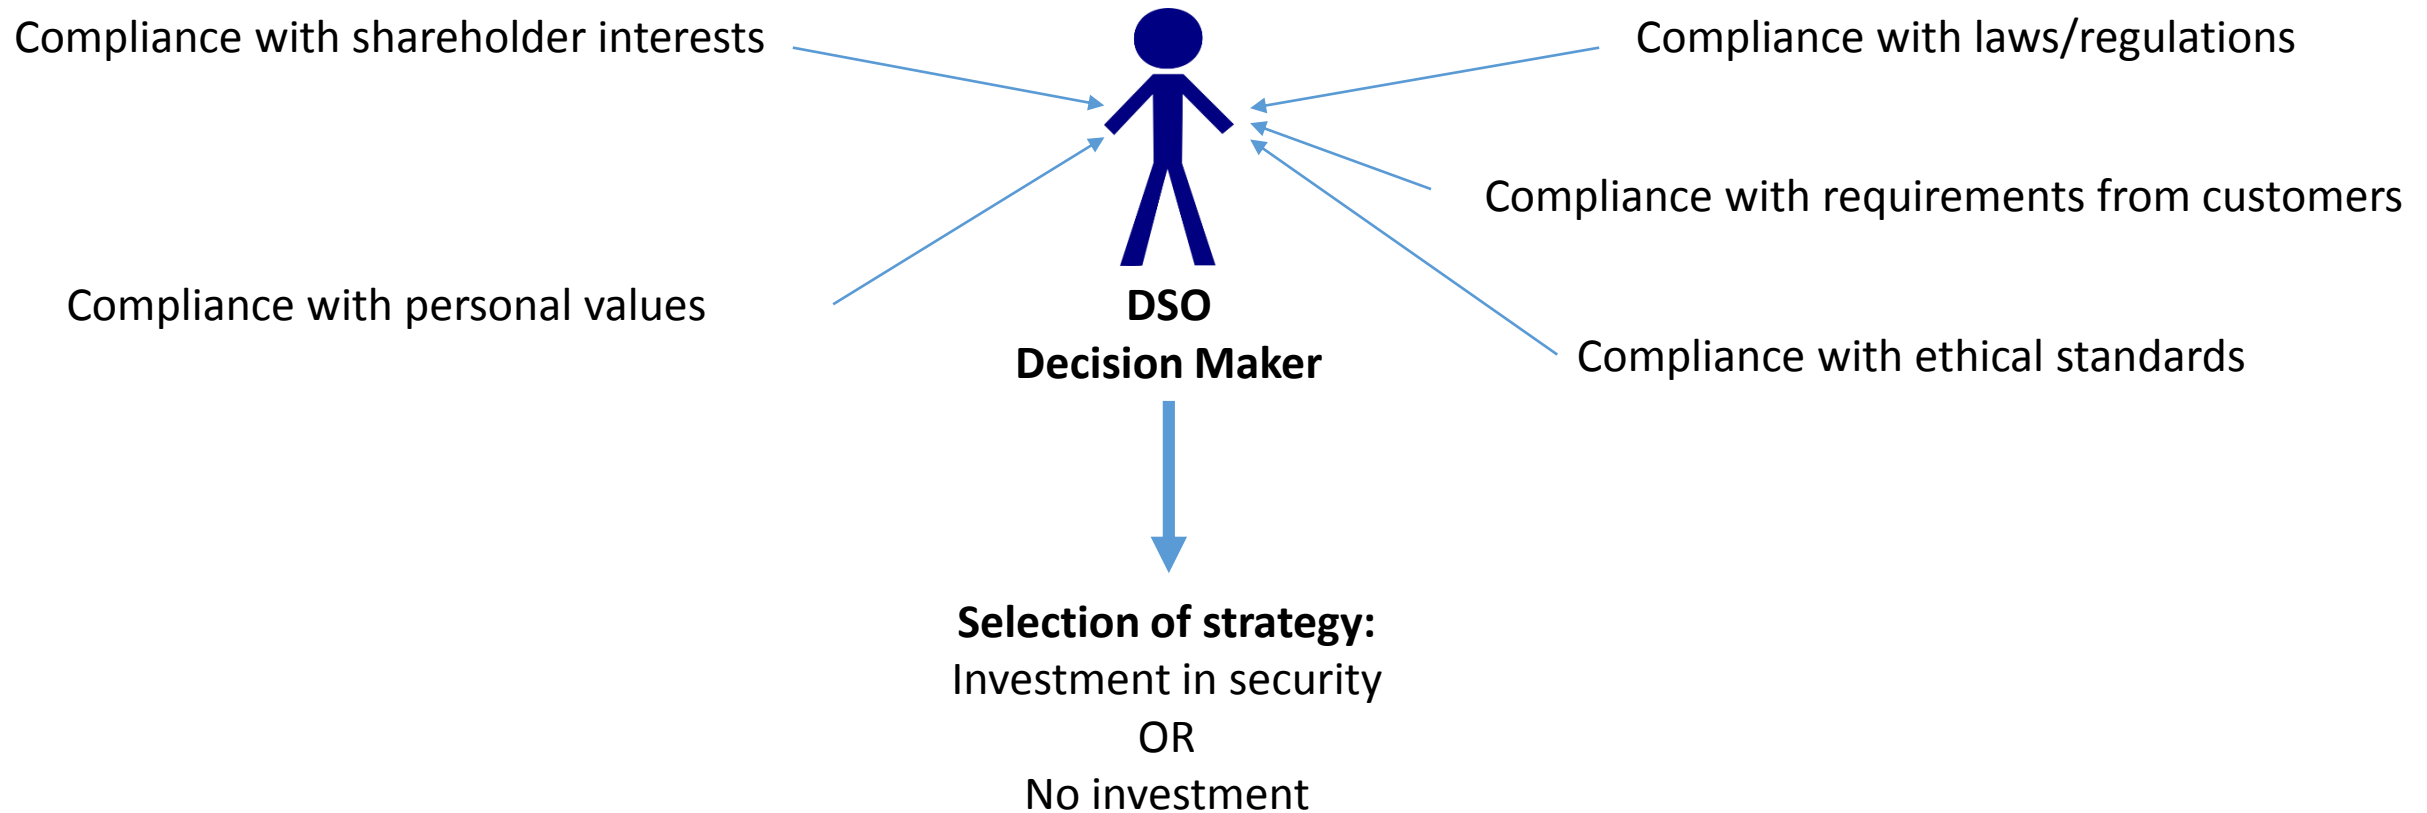 Compliance with shareholder interests
Compliance with laws/regulations
Compliance with requirements from customers
Compliance with personal values
DSO
Decision Maker
Compliance with ethical standards
Selection of strategy:
Investment in security
OR
No investment